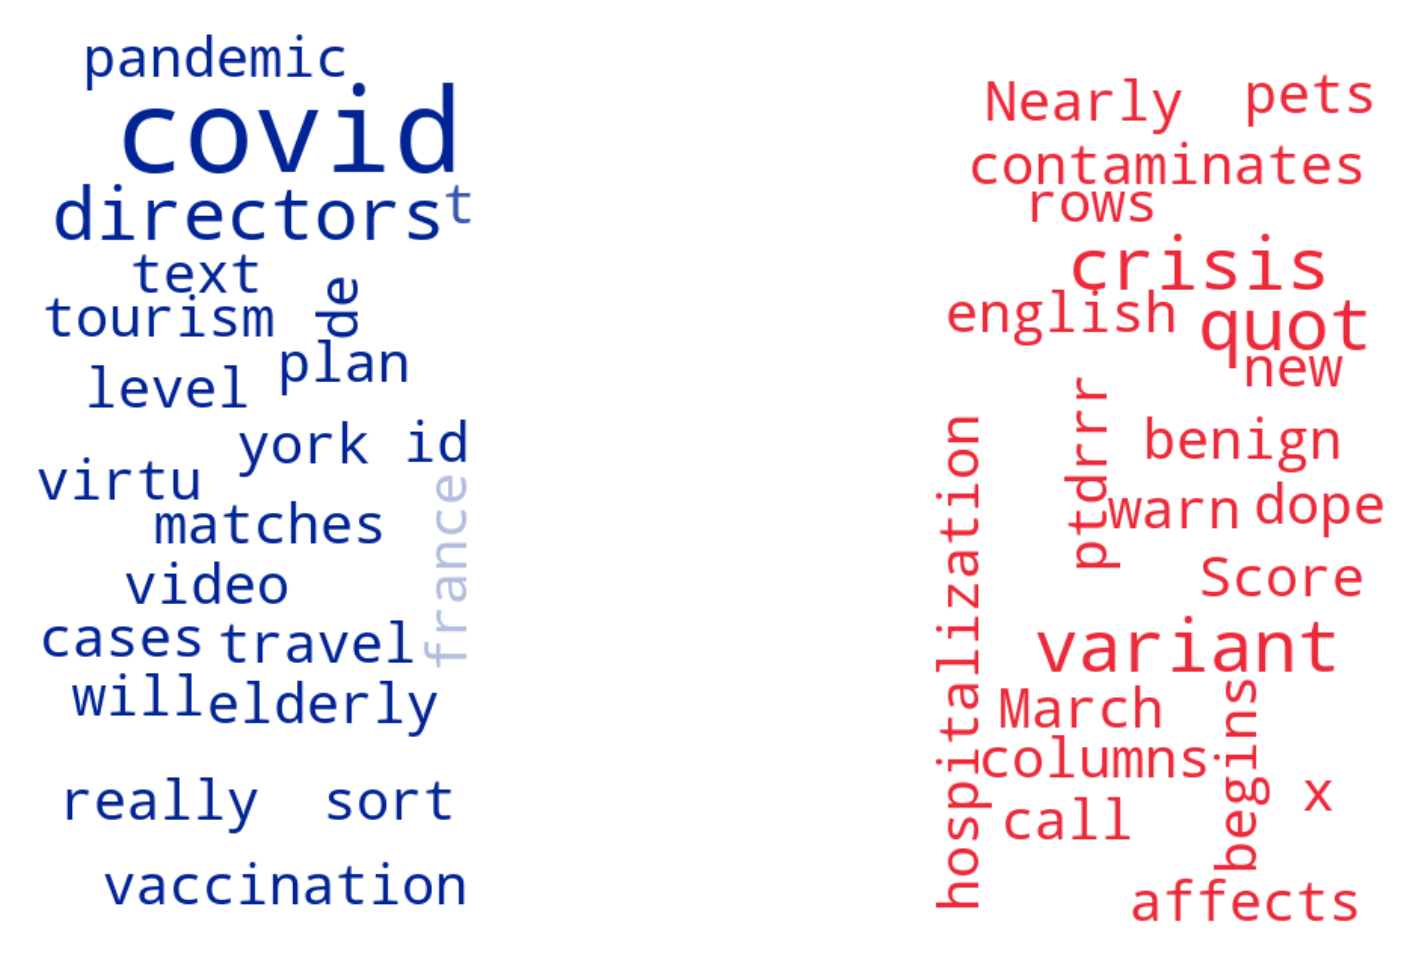 pandemic
covid
directors t
text
de
tourism
plan
level
york id
virtu
matches
france
video
cases travel
will elderly
really sort
vaccination
Nearly pets
contaminates
rows
crisis
english quot
new
ptdrrr
benign
hospitalization
warn dope
Score
variant
March
begins
columns
x
call
affects